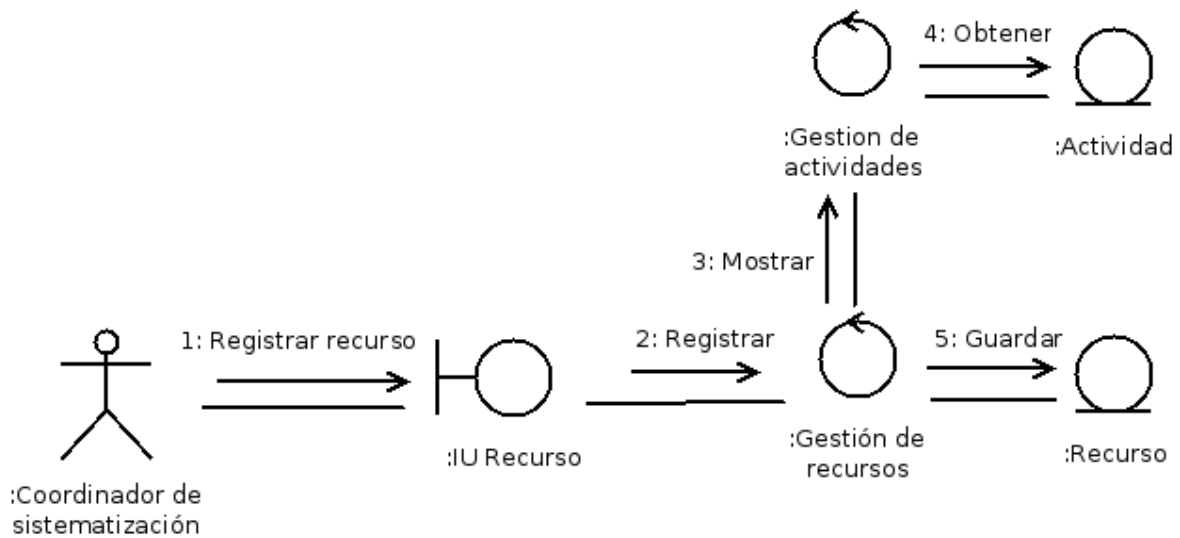 4: Obtener
:Gestion de
actividades
:Actividad
3: Mostrar
1: Registrar recurso
2: Registrar
5: Guardar
:IU Recurso
:Gestión de
recursos
:Recurso
:Coordinador de
sistematización